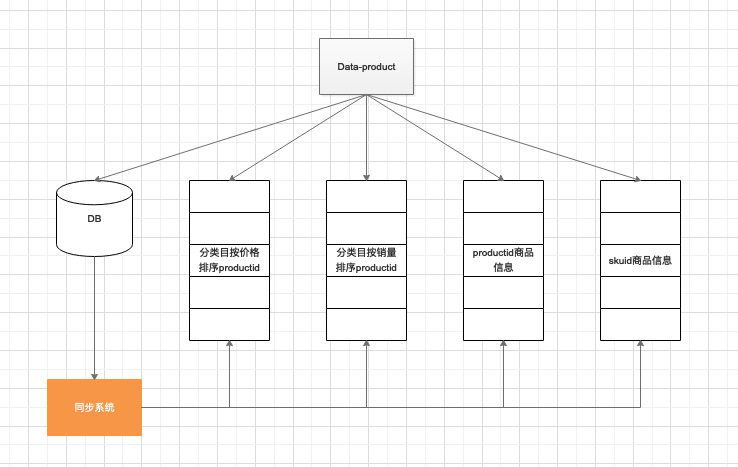 Data-product
DB
分类目按价格
排序productid
分类目按销量
排序productid
productid商品
信息
skuid商品信息
同步系统